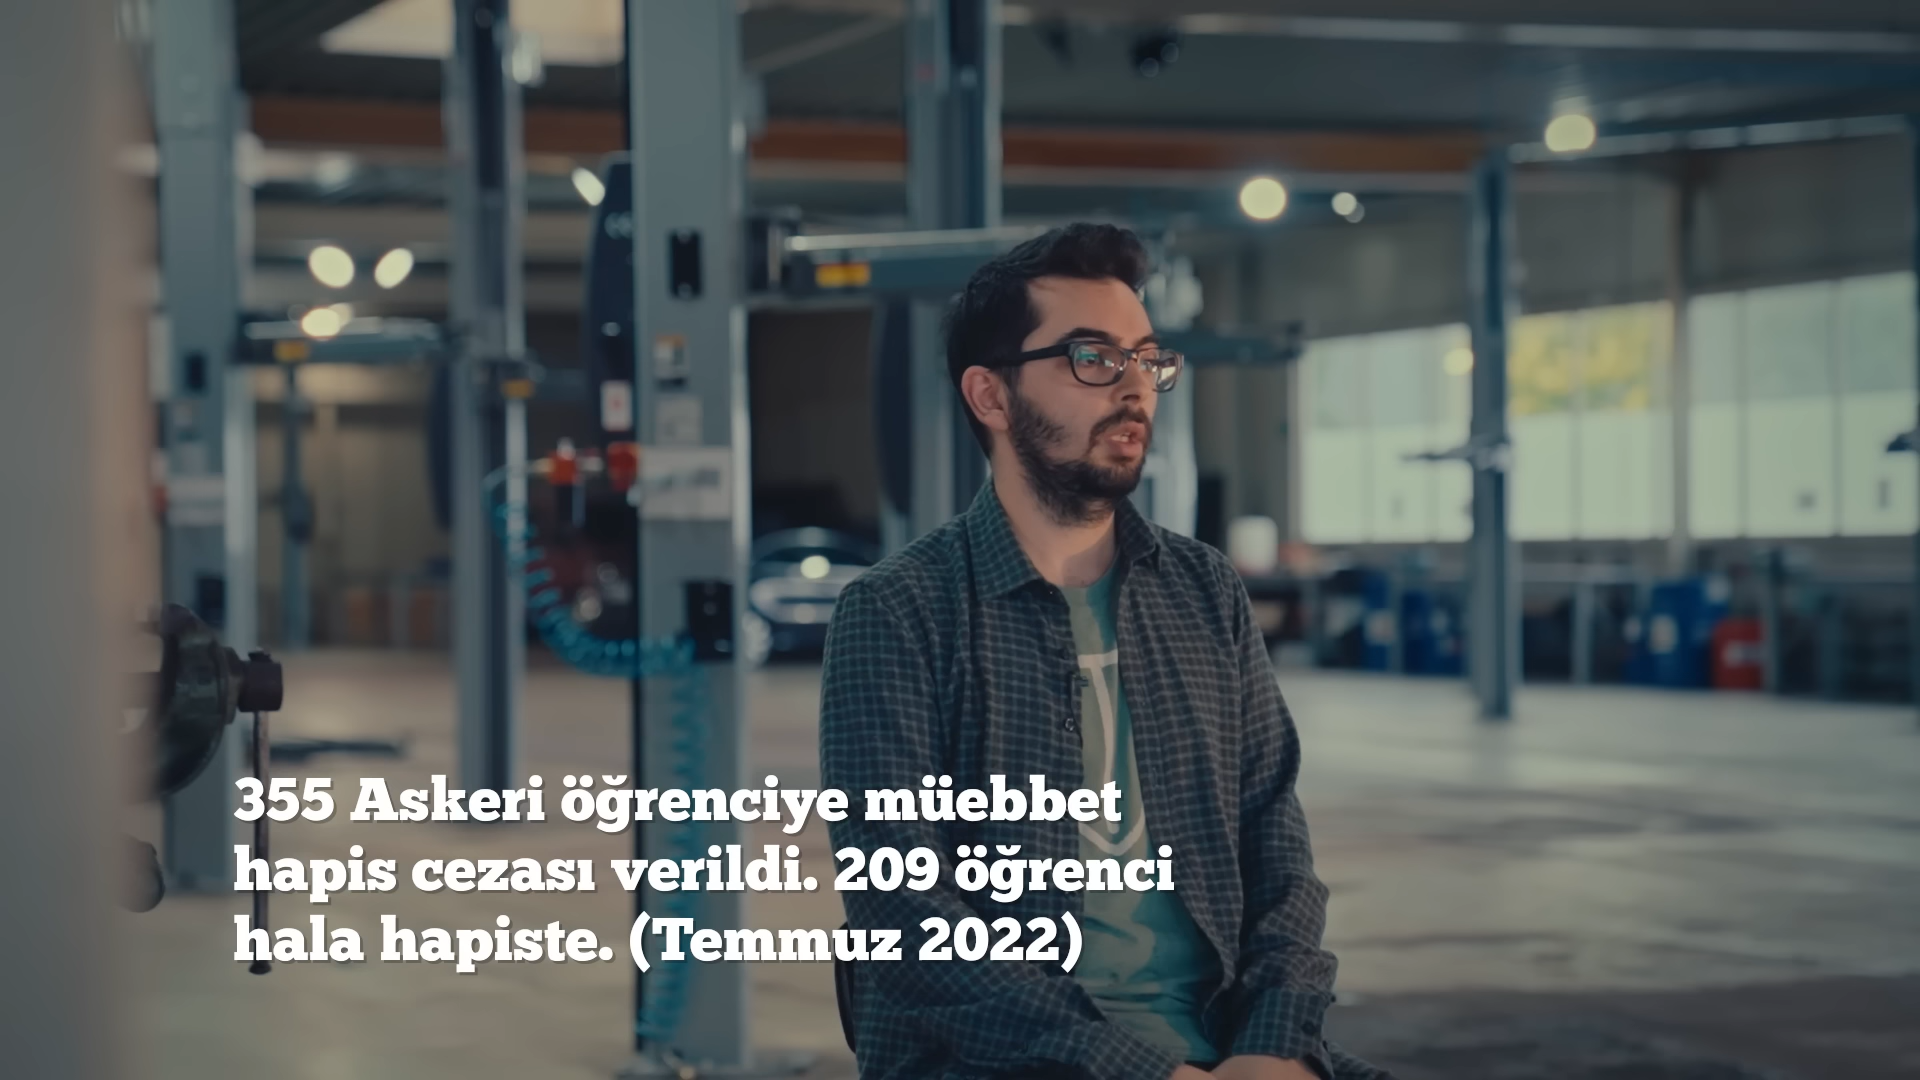 355 Askeri öğrenciye müebbet
hapis cezası verildi. 209 öğrenci
hala hapiste. (Temmuz 2022)